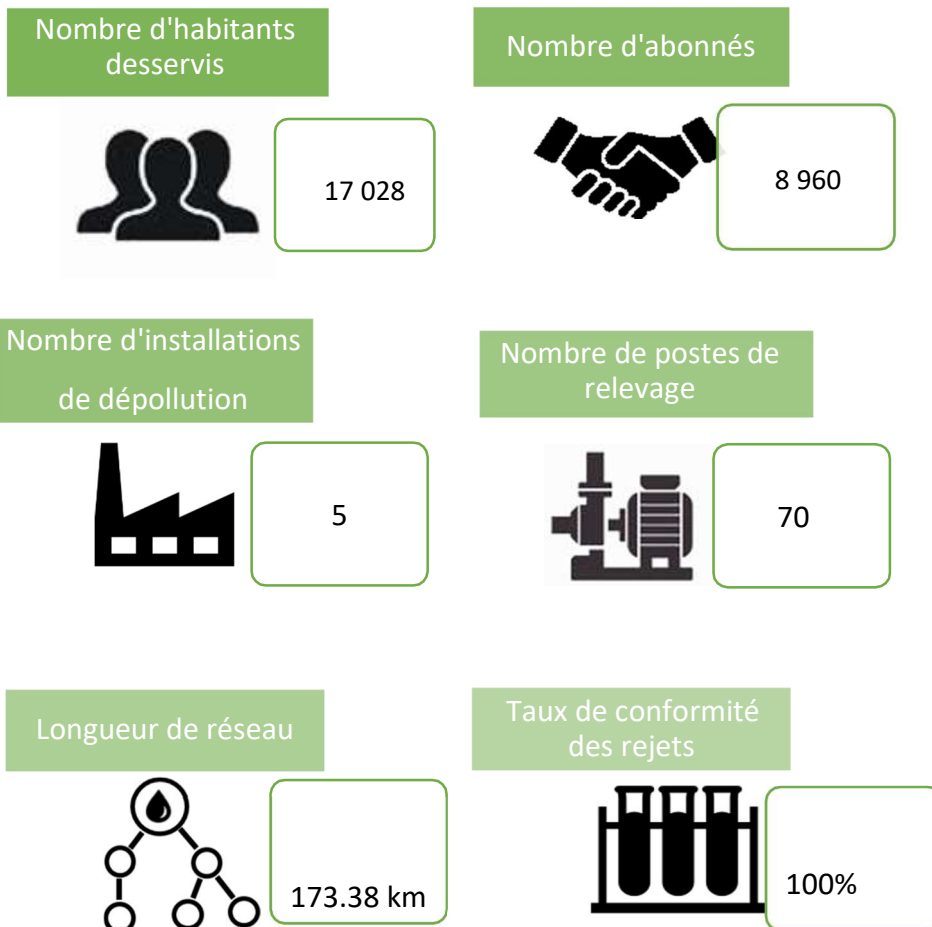 Nombre d'habitants
desservis
17 028
Nombre d'abonnés
8 960
Nombre d'installations
de dépollution
5
Nombre de postes de
relevage
70
Longueur de réseau
173.38 km
Taux de conformité
des rejets
100%